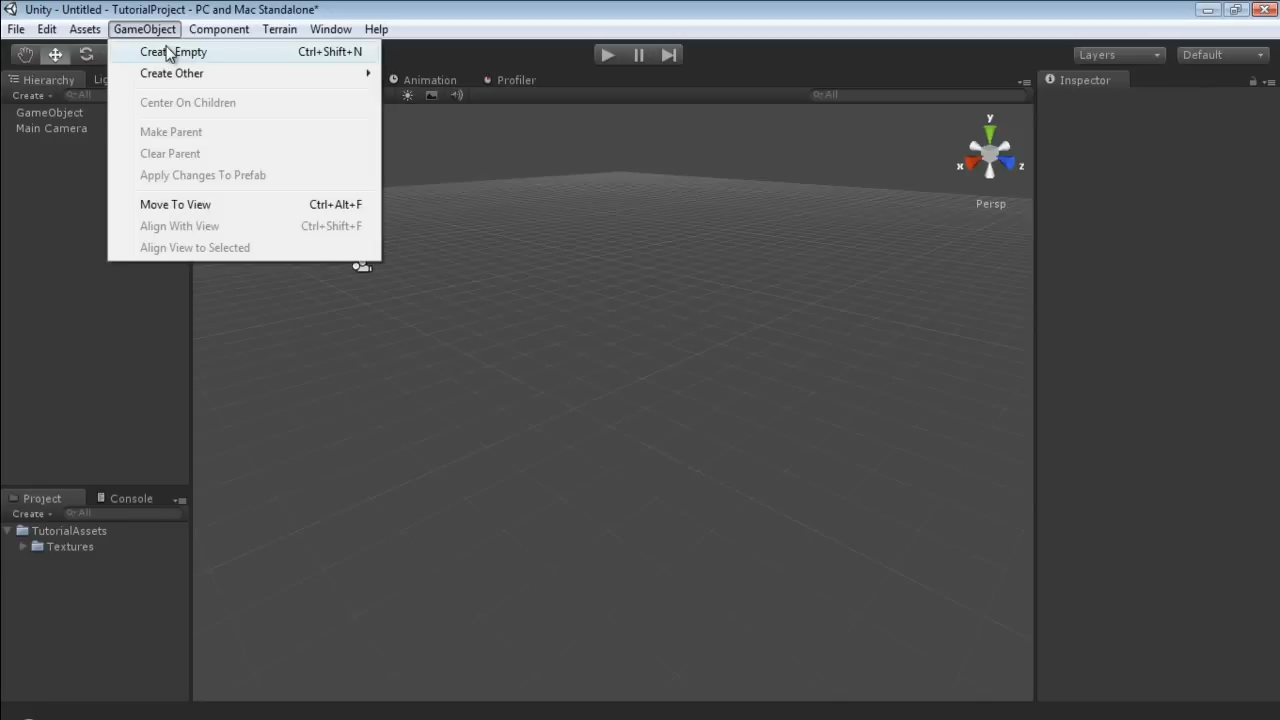 Unity - Untitled - TutorialProject - PC and Mac Standalone*
File Edit Assets GameObject Component Terrain Window Help
Create Empty Ctrl+Shift+N
Create Other
Center On Children
Make Parent
Clear Parent
Apply Changes To Prefab
Move To View Ctrl+Alt+F
Align With View Ctrl+Shift+F
Align View to Selected
Layers Default
Hierarchy Animation Profiler Inspector
Create All All
GameObject
Main Camera
y
x z
Persp
Project Console
Create All
TutorialAssets
Textures